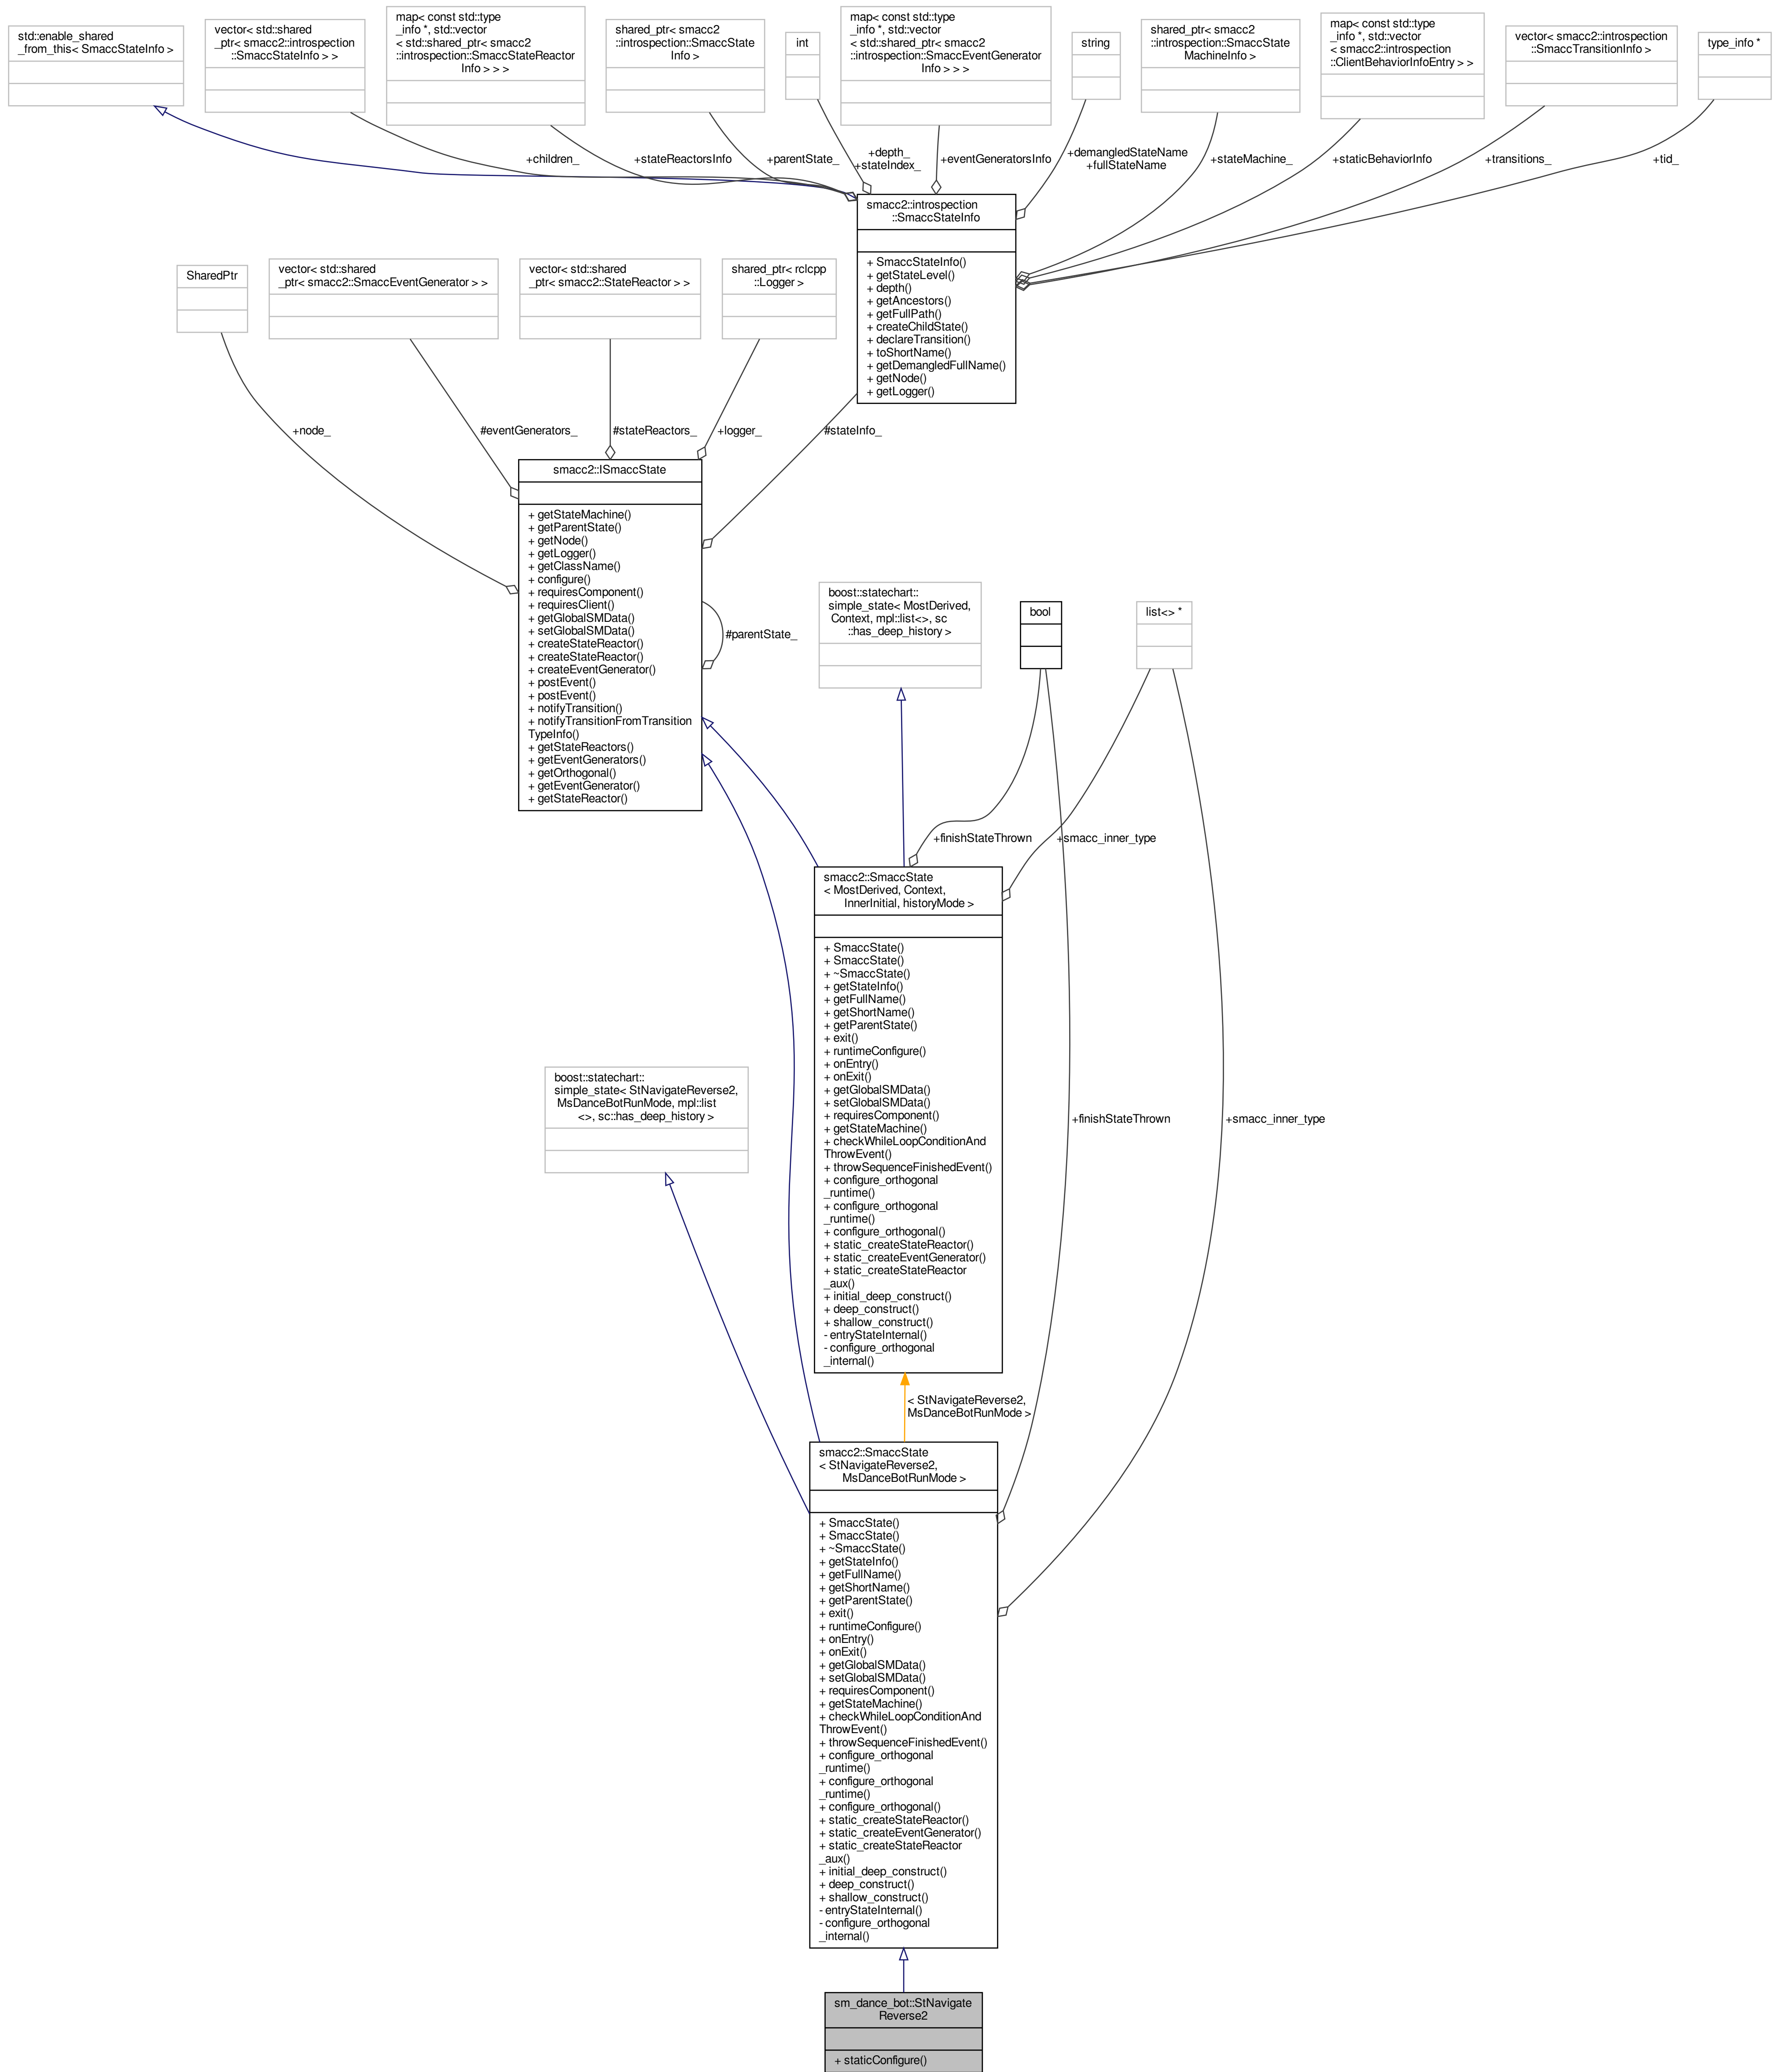 std::enable_shared
_from_this< SmaccStateInfo >
vector< std::shared
_ptr< smacc2::introspection
::SmaccStateInfo > >
map< const std::type
_info *, std::vector
< std::shared_ptr< smacc2
::introspection::SmaccStateReactor
Info > > >
shared_ptr< smacc2
::introspection::SmaccState
Info >
int
map< const std::type
_info *, std::vector
< std::shared_ptr< smacc2
::introspection::SmaccEventGenerator
Info > > >
string
shared_ptr< smacc2
::introspection::SmaccState
MachineInfo >
map< const std::type
_info *, std::vector
< smacc2::introspection
::ClientBehaviorInfoEntry > >
vector< smacc2::introspection
::SmaccTransitionInfo >
type_info *
+children_
+stateReactorsInfo
+parentState_
+depth_
+stateIndex_
+eventGeneratorsInfo
+demangledStateName
+fullStateName
+stateMachine_
+staticBehaviorInfo
+transitions_
+tid_
smacc2::introspection
::SmaccStateInfo
+ SmaccStateInfo()
+ getStateLevel()
+ depth()
+ getAncestors()
+ getFullPath()
+ createChildState()
+ declareTransition()
+ toShortName()
+ getDemangledFullName()
+ getNode()
+ getLogger()
SharedPtr
vector< std::shared
_ptr< smacc2::SmaccEventGenerator > >
vector< std::shared
_ptr< smacc2::StateReactor > >
shared_ptr< rclcpp
::Logger >
+node_
#eventGenerators_
#stateReactors_
+logger_
#stateInfo_
smacc2::ISmaccState
+ getStateMachine()
+ getParentState()
+ getNode()
+ getLogger()
+ getClassName()
+ configure()
+ requiresComponent()
+ requiresClient()
+ getGlobalSMData()
+ setGlobalSMData()
+ createStateReactor()
+ createStateReactor()
+ createEventGenerator()
+ postEvent()
+ postEvent()
+ notifyTransition()
+ notifyTransitionFromTransition
TypeInfo()
+ getStateReactors()
+ getEventGenerators()
+ getOrthogonal()
+ getEventGenerator()
+ getStateReactor()
#parentState_
boost::statechart::
simple_state< MostDerived,
Context, mpl::list<>, sc
::has_deep_history >
bool
list<> *
+finishStateThrown
+smacc_inner_type
smacc2::SmaccState
< MostDerived, Context,
InnerInitial, historyMode >
+ SmaccState()
+ SmaccState()
+ ~SmaccState()
+ getStateInfo()
+ getFullName()
+ getShortName()
+ getParentState()
+ exit()
+ runtimeConfigure()
+ onEntry()
+ onExit()
+ getGlobalSMData()
+ setGlobalSMData()
+ requiresComponent()
+ getStateMachine()
+ checkWhileLoopConditionAnd
ThrowEvent()
+ throwSequenceFinishedEvent()
+ configure_orthogonal
_runtime()
+ configure_orthogonal
_runtime()
+ configure_orthogonal()
+ static_createStateReactor()
+ static_createEventGenerator()
+ static_createStateReactor
_aux()
+ initial_deep_construct()
+ deep_construct()
+ shallow_construct()
- entryStateInternal()
- configure_orthogonal
_internal()
boost::statechart::
simple_state< StNavigateReverse2,
MsDanceBotRunMode, mpl::list
<>, sc::has_deep_history >
+finishStateThrown
+smacc_inner_type
< StNavigateReverse2,
MsDanceBotRunMode >
smacc2::SmaccState
< StNavigateReverse2,
MsDanceBotRunMode >
+ SmaccState()
+ SmaccState()
+ ~SmaccState()
+ getStateInfo()
+ getFullName()
+ getShortName()
+ getParentState()
+ exit()
+ runtimeConfigure()
+ onEntry()
+ onExit()
+ getGlobalSMData()
+ setGlobalSMData()
+ requiresComponent()
+ getStateMachine()
+ checkWhileLoopConditionAnd
ThrowEvent()
+ throwSequenceFinishedEvent()
+ configure_orthogonal
_runtime()
+ configure_orthogonal
_runtime()
+ configure_orthogonal()
+ static_createStateReactor()
+ static_createEventGenerator()
+ static_createStateReactor
_aux()
+ initial_deep_construct()
+ deep_construct()
+ shallow_construct()
- entryStateInternal()
- configure_orthogonal
_internal()
sm_dance_bot::StNavigate
Reverse2
+ staticConfigure()